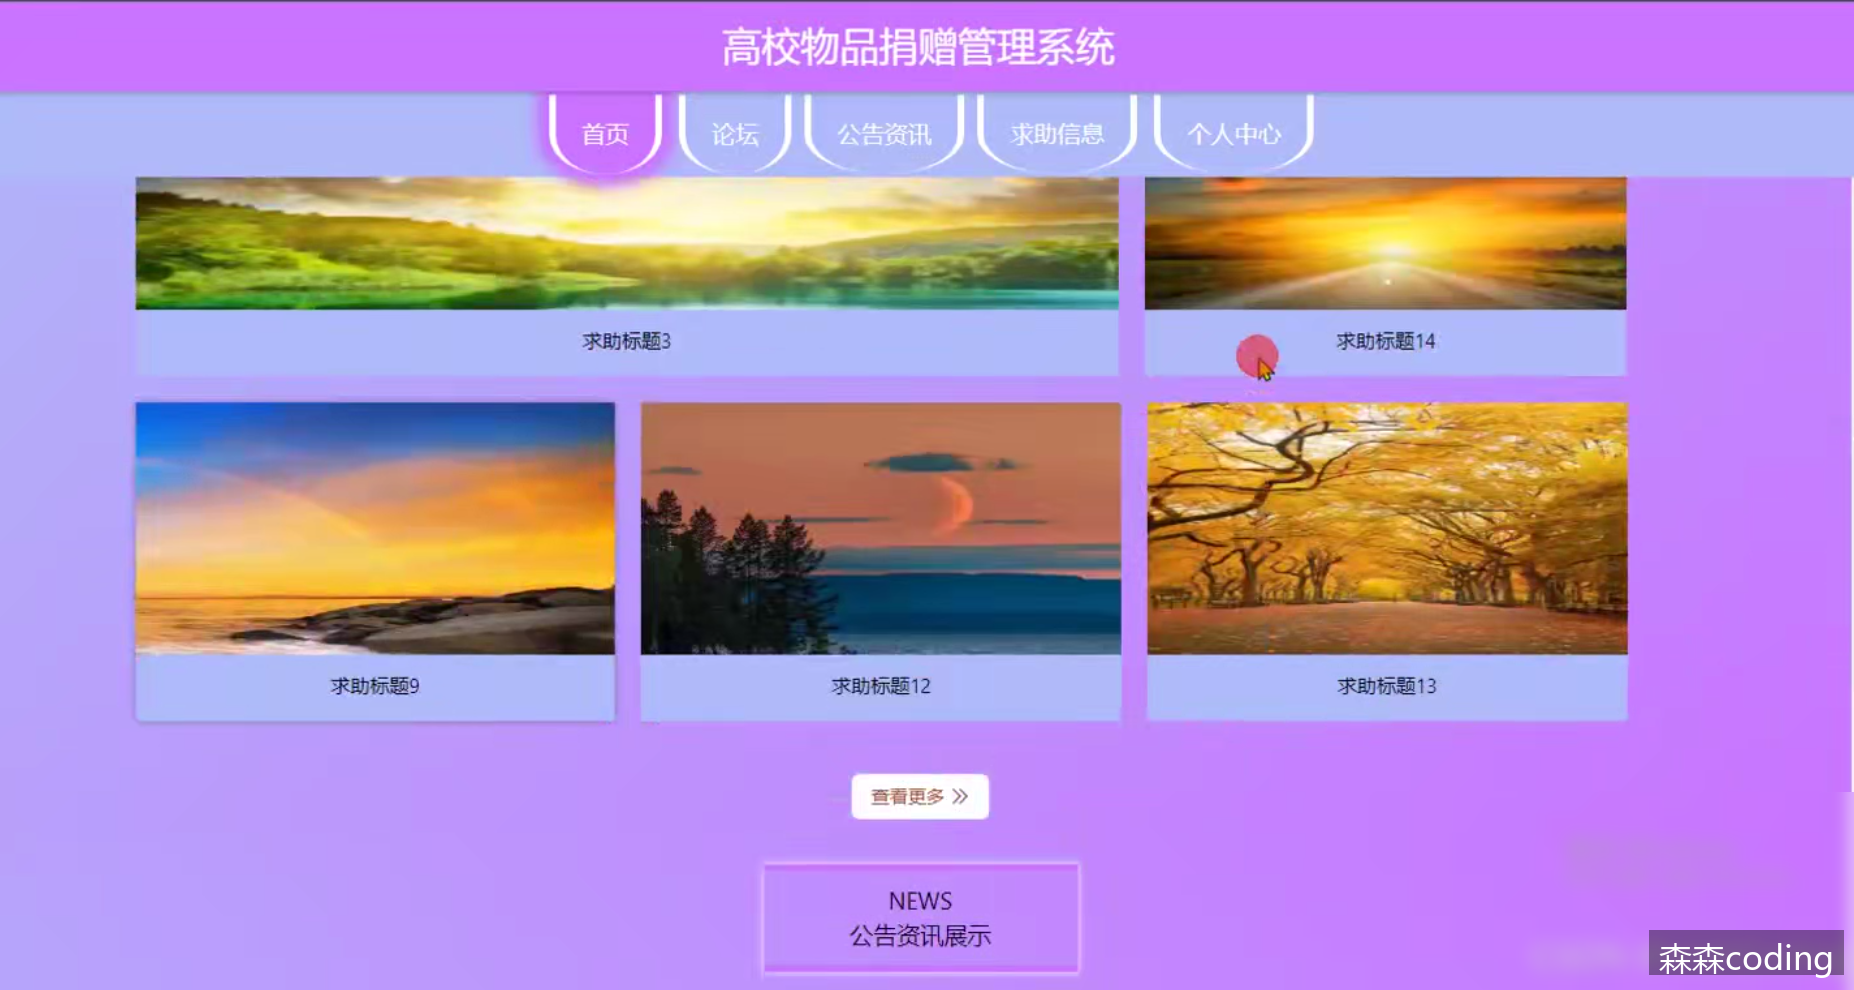 高校物品捐赠管理系统
首页
论坛
公告资讯
求助信息
个人中心
求助标题3
求助标题14
求助标题9
求助标题12
求助标题13
查看更多
NEWS
公告资讯展示
森森coding